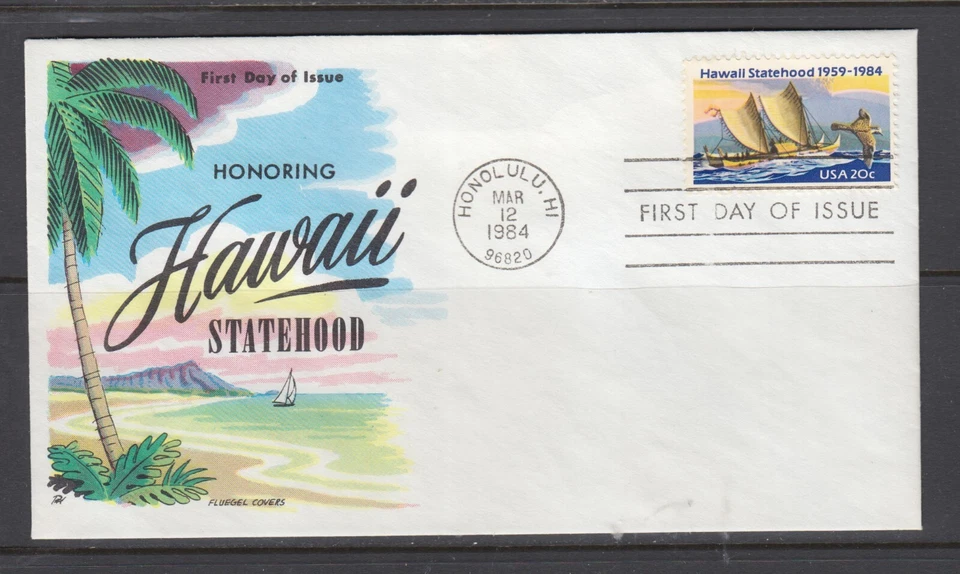 First Day of Issue
HONORING
Hawaii
STATEHOOD
FLUEGEL COVERS
HONOLULU, HI
MAR
12
1984
96820
Hawaii Statehood 1959-1984
USA 20c
FIRST DAY OF ISSUE